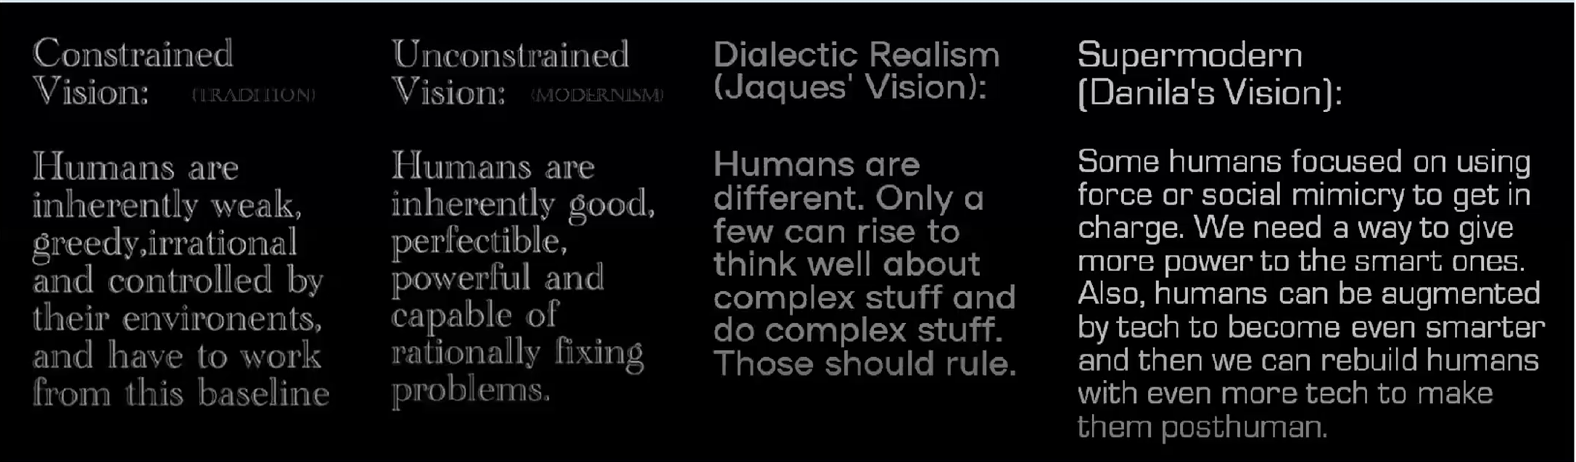 Constrained
Vision: (TRADITION)
Humans are
inherently weak,
greedy,irrational
and controlled by
their environents,
and have to work
from this baseline
Unconstrained
Vision: (MODERNISM)
Humans are
inherently good,
perfectible,
powerful and
capable of
rationally fixing
problems.
Dialectic Realism
(Jaques' Vision):
Humans are
different. Only a
few can rise to
think well about
complex stuff and
do complex stuff.
Those should rule.
Supermodern
(Danila's Vision):
Some humans focused on using
force or social mimicry to get in
charge. We need a way to give
more power to the smart ones.
Also, humans can be augmented
by tech to become even smarter
and then we can rebuild humans
with even more tech to make
them posthuman.